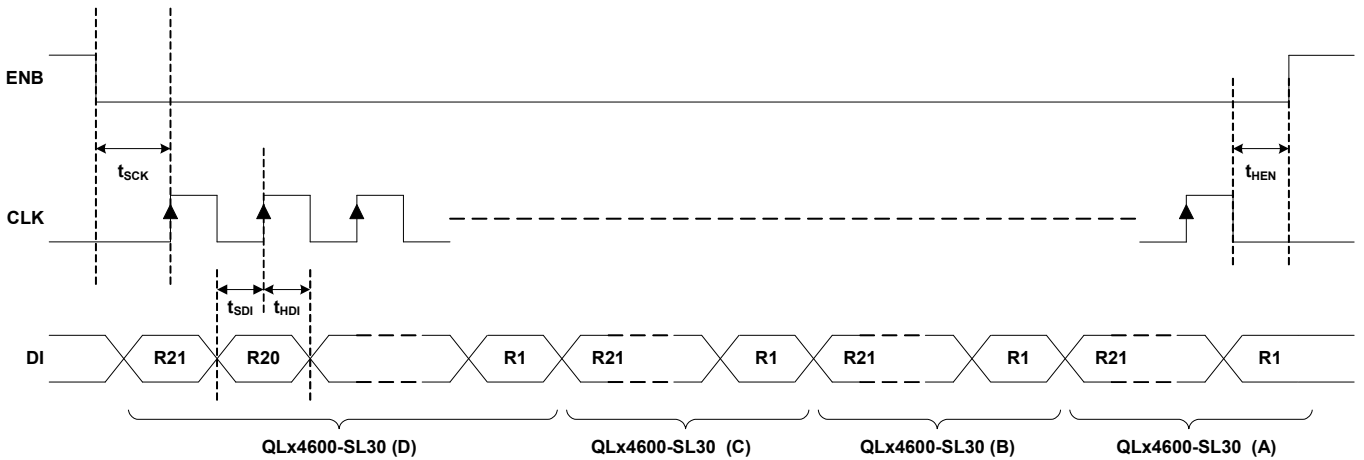 ENB
tSCK
tHEN
CLK
tSDI tHDI
DI R21 R20 R1 R21 R1 R21 R1 R21 R1
QLx4600-SL30 (D) QLx4600-SL30 (C) QLx4600-SL30 (B) QLx4600-SL30 (A)